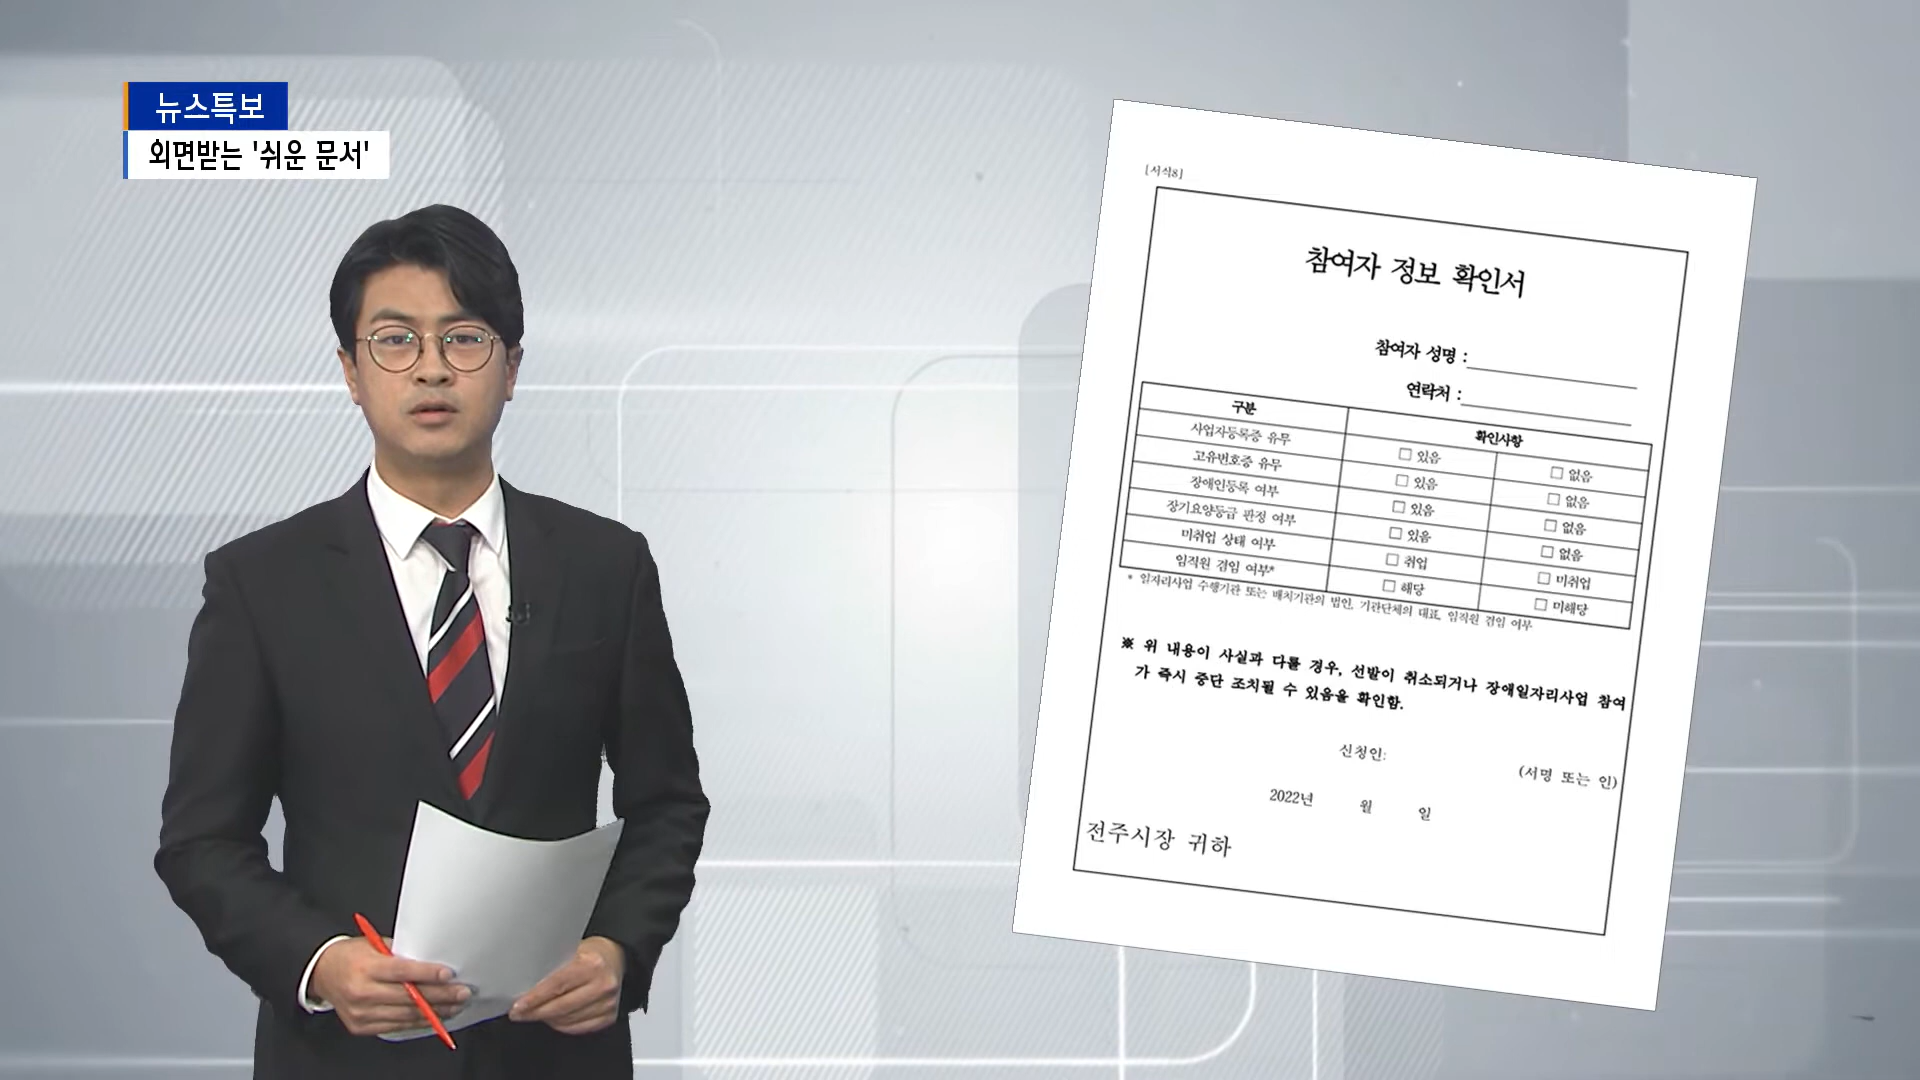 뉴스특보
외면받는 '쉬운 문서'
[서식8]
참여자 정보 확인서
참여자 성명 :
연락처 :
구분 확인사항
사업자등록증 유무 □ 있음 □ 없음
고유번호증 유무 □ 있음 □ 없음
장애인등록 여부 □ 있음 □ 없음
장기요양등급 판정 여부 □ 있음 □ 없음
미취업 상태 여부 □ 취업 □ 미취업
임직원 겸임 여부* □ 해당 □ 미해당
* 일자리사업 수행기관 또는 배치기관의 법인, 기관단체의 대표, 임직원 겸임 여부
※ 위 내용이 사실과 다를 경우, 선발이 취소되거나 장애일자리사업 참여
가 즉시 중단 조치될 수 있음을 확인함.
신청인: (서명 또는 인)
2022년 월 일
전주시장 귀하